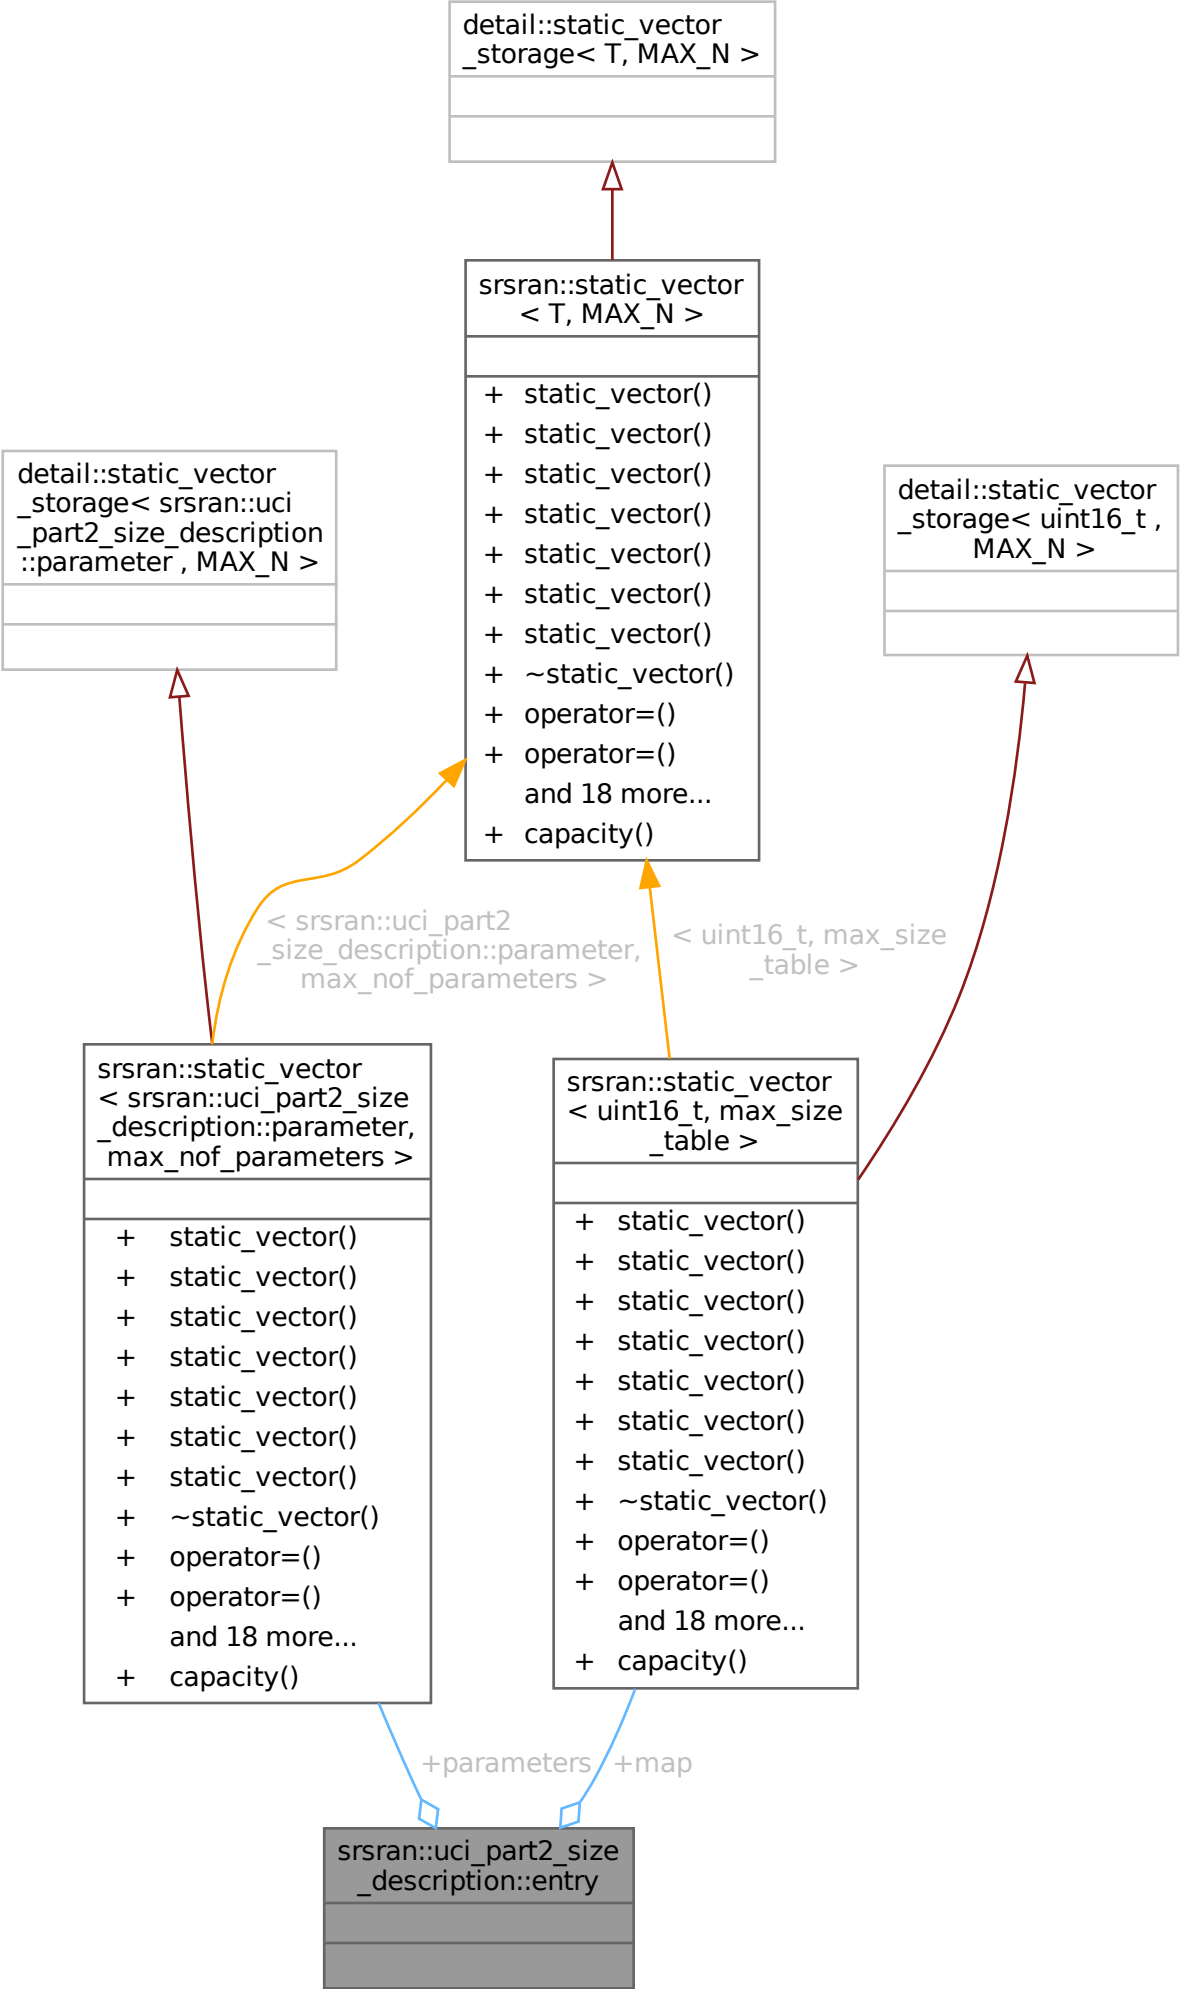 detail::static_vector
_storage< T, MAX_N >
srsran::static_vector
< T, MAX_N >
+ static_vector()
+ static_vector()
+ static_vector()
+ static_vector()
+ static_vector()
+ static_vector()
+ static_vector()
+ ~static_vector()
+ operator=()
+ operator=()
and 18 more...
+ capacity()
detail::static_vector
_storage< srsran::uci
_part2_size_description
::parameter , MAX_N >
detail::static_vector
_storage< uint16_t ,
MAX_N >
< srsran::uci_part2
_size_description::parameter,
max_nof_parameters >
< uint16_t, max_size
_table >
srsran::static_vector
< srsran::uci_part2_size
_description::parameter,
max_nof_parameters >
+ static_vector()
+ static_vector()
+ static_vector()
+ static_vector()
+ static_vector()
+ static_vector()
+ static_vector()
+ ~static_vector()
+ operator=()
+ operator=()
and 18 more...
+ capacity()
srsran::static_vector
< uint16_t, max_size
_table >
+ static_vector()
+ static_vector()
+ static_vector()
+ static_vector()
+ static_vector()
+ static_vector()
+ static_vector()
+ ~static_vector()
+ operator=()
+ operator=()
and 18 more...
+ capacity()
+parameters
+map
srsran::uci_part2_size
_description::entry